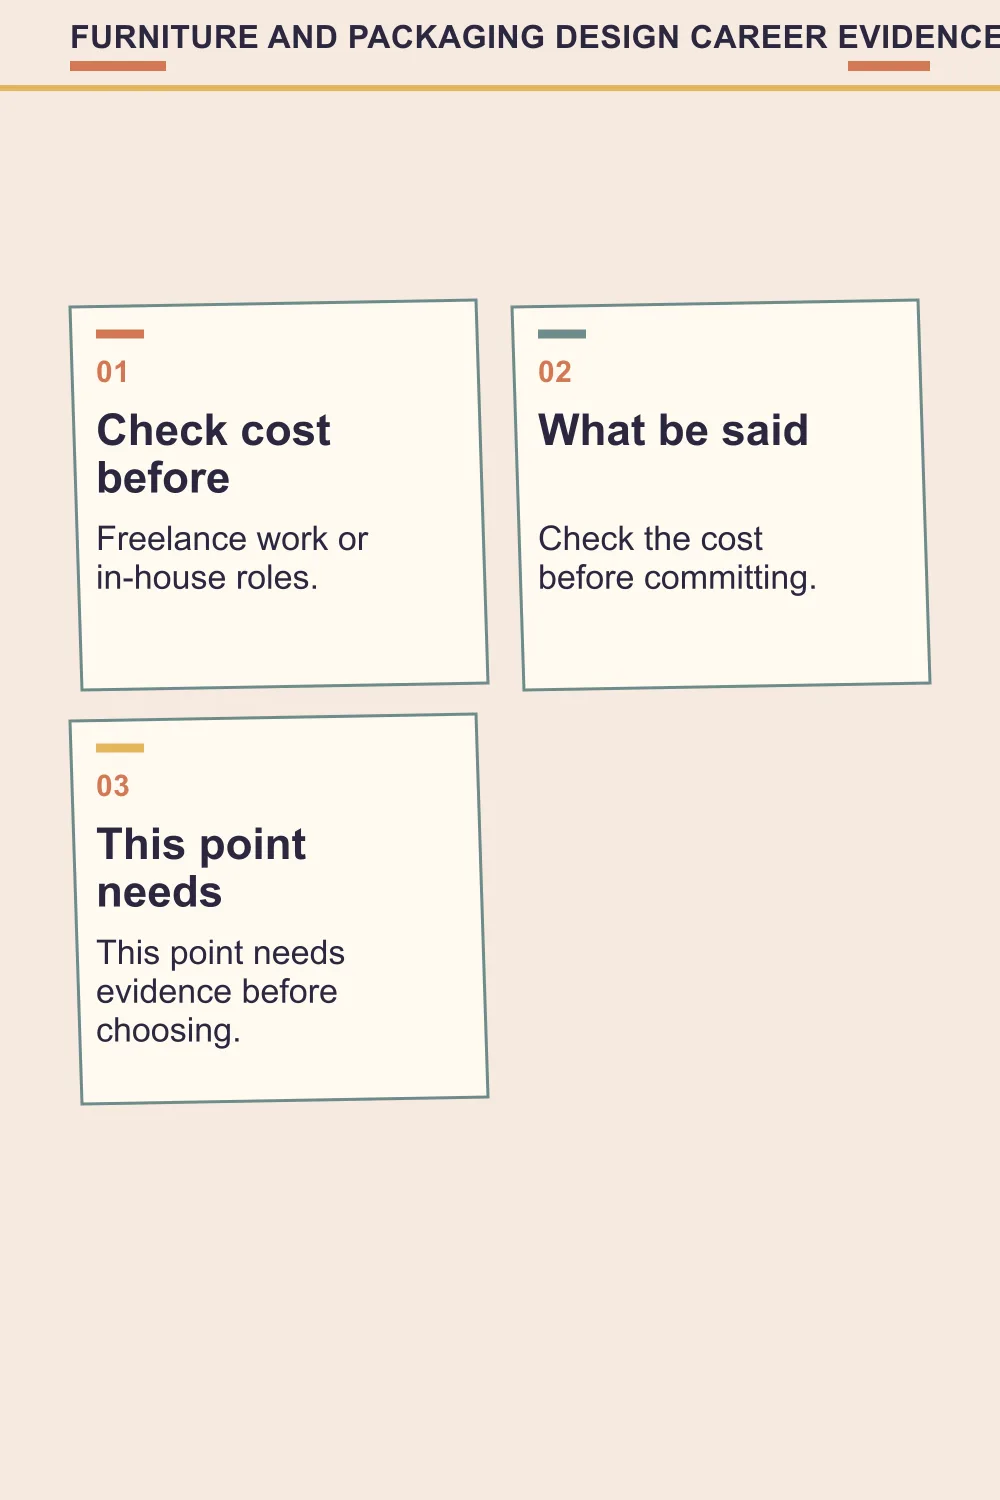 FURNITURE AND PACKAGING DESIGN CAREER EVIDENCE
01
Check cost
before
Freelance work or
in-house roles.
02
What be said
Check the cost
before committing.
03
This point
needs
This point needs
evidence before
choosing.